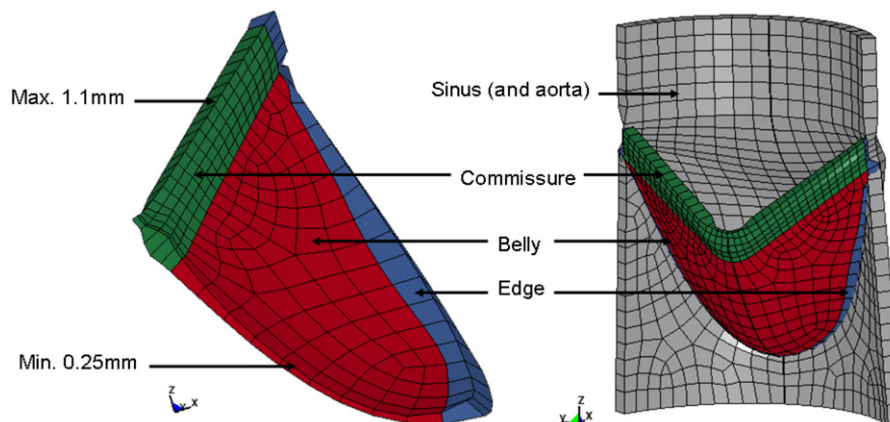 Max. 1.1mm
Sinus (and aorta)
Commissure
Belly
Edge
Min. 0.25mm
Z
Y X
Z
Y X